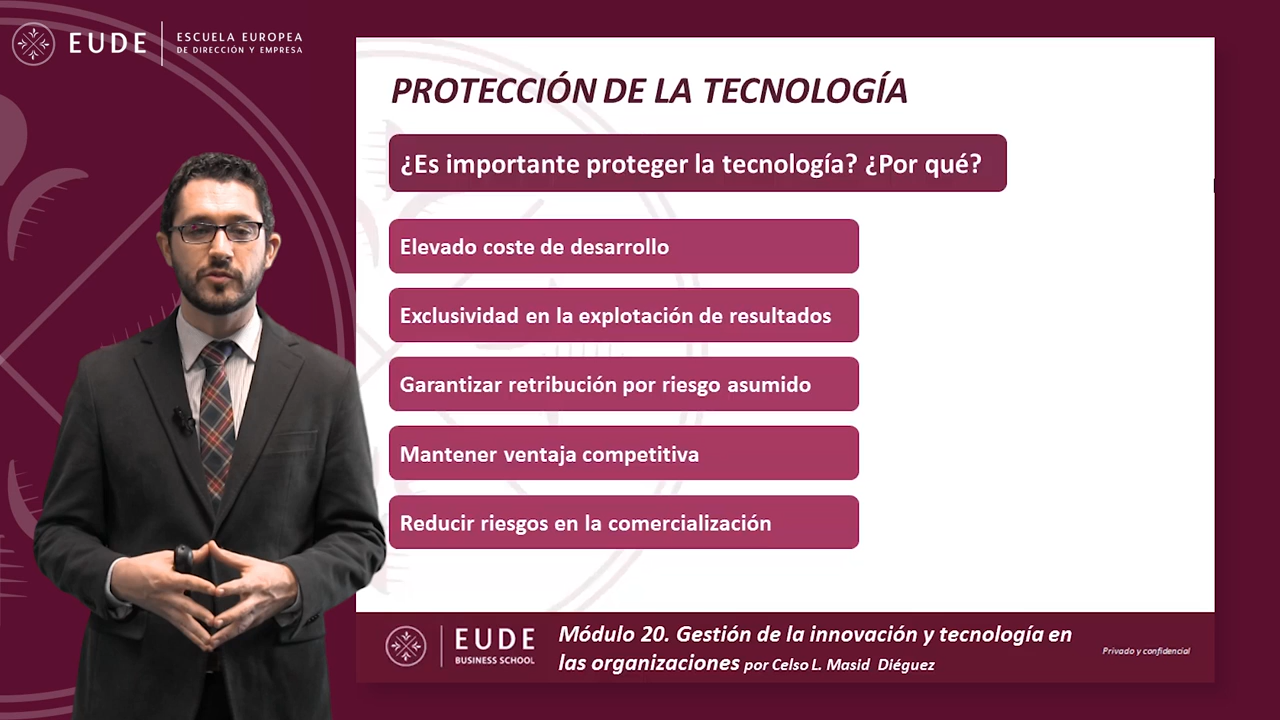 EUDE
ESCUELA EUROPEA
DE DIRECCIÓN Y EMPRESA
PROTECCIÓN DE LA TECNOLOGÍA
¿Es importante proteger la tecnología? ¿Por qué?
Elevado coste de desarrollo
Exclusividad en la explotación de resultados
Garantizar retribución por riesgo asumido
Mantener ventaja competitiva
Reducir riesgos en la comercialización
EUDE
BUSINESS SCHOOL
Módulo 20. Gestión de la innovación y tecnología en
las organizaciones por Celso L. Masid Diéguez
Privado y confidencial